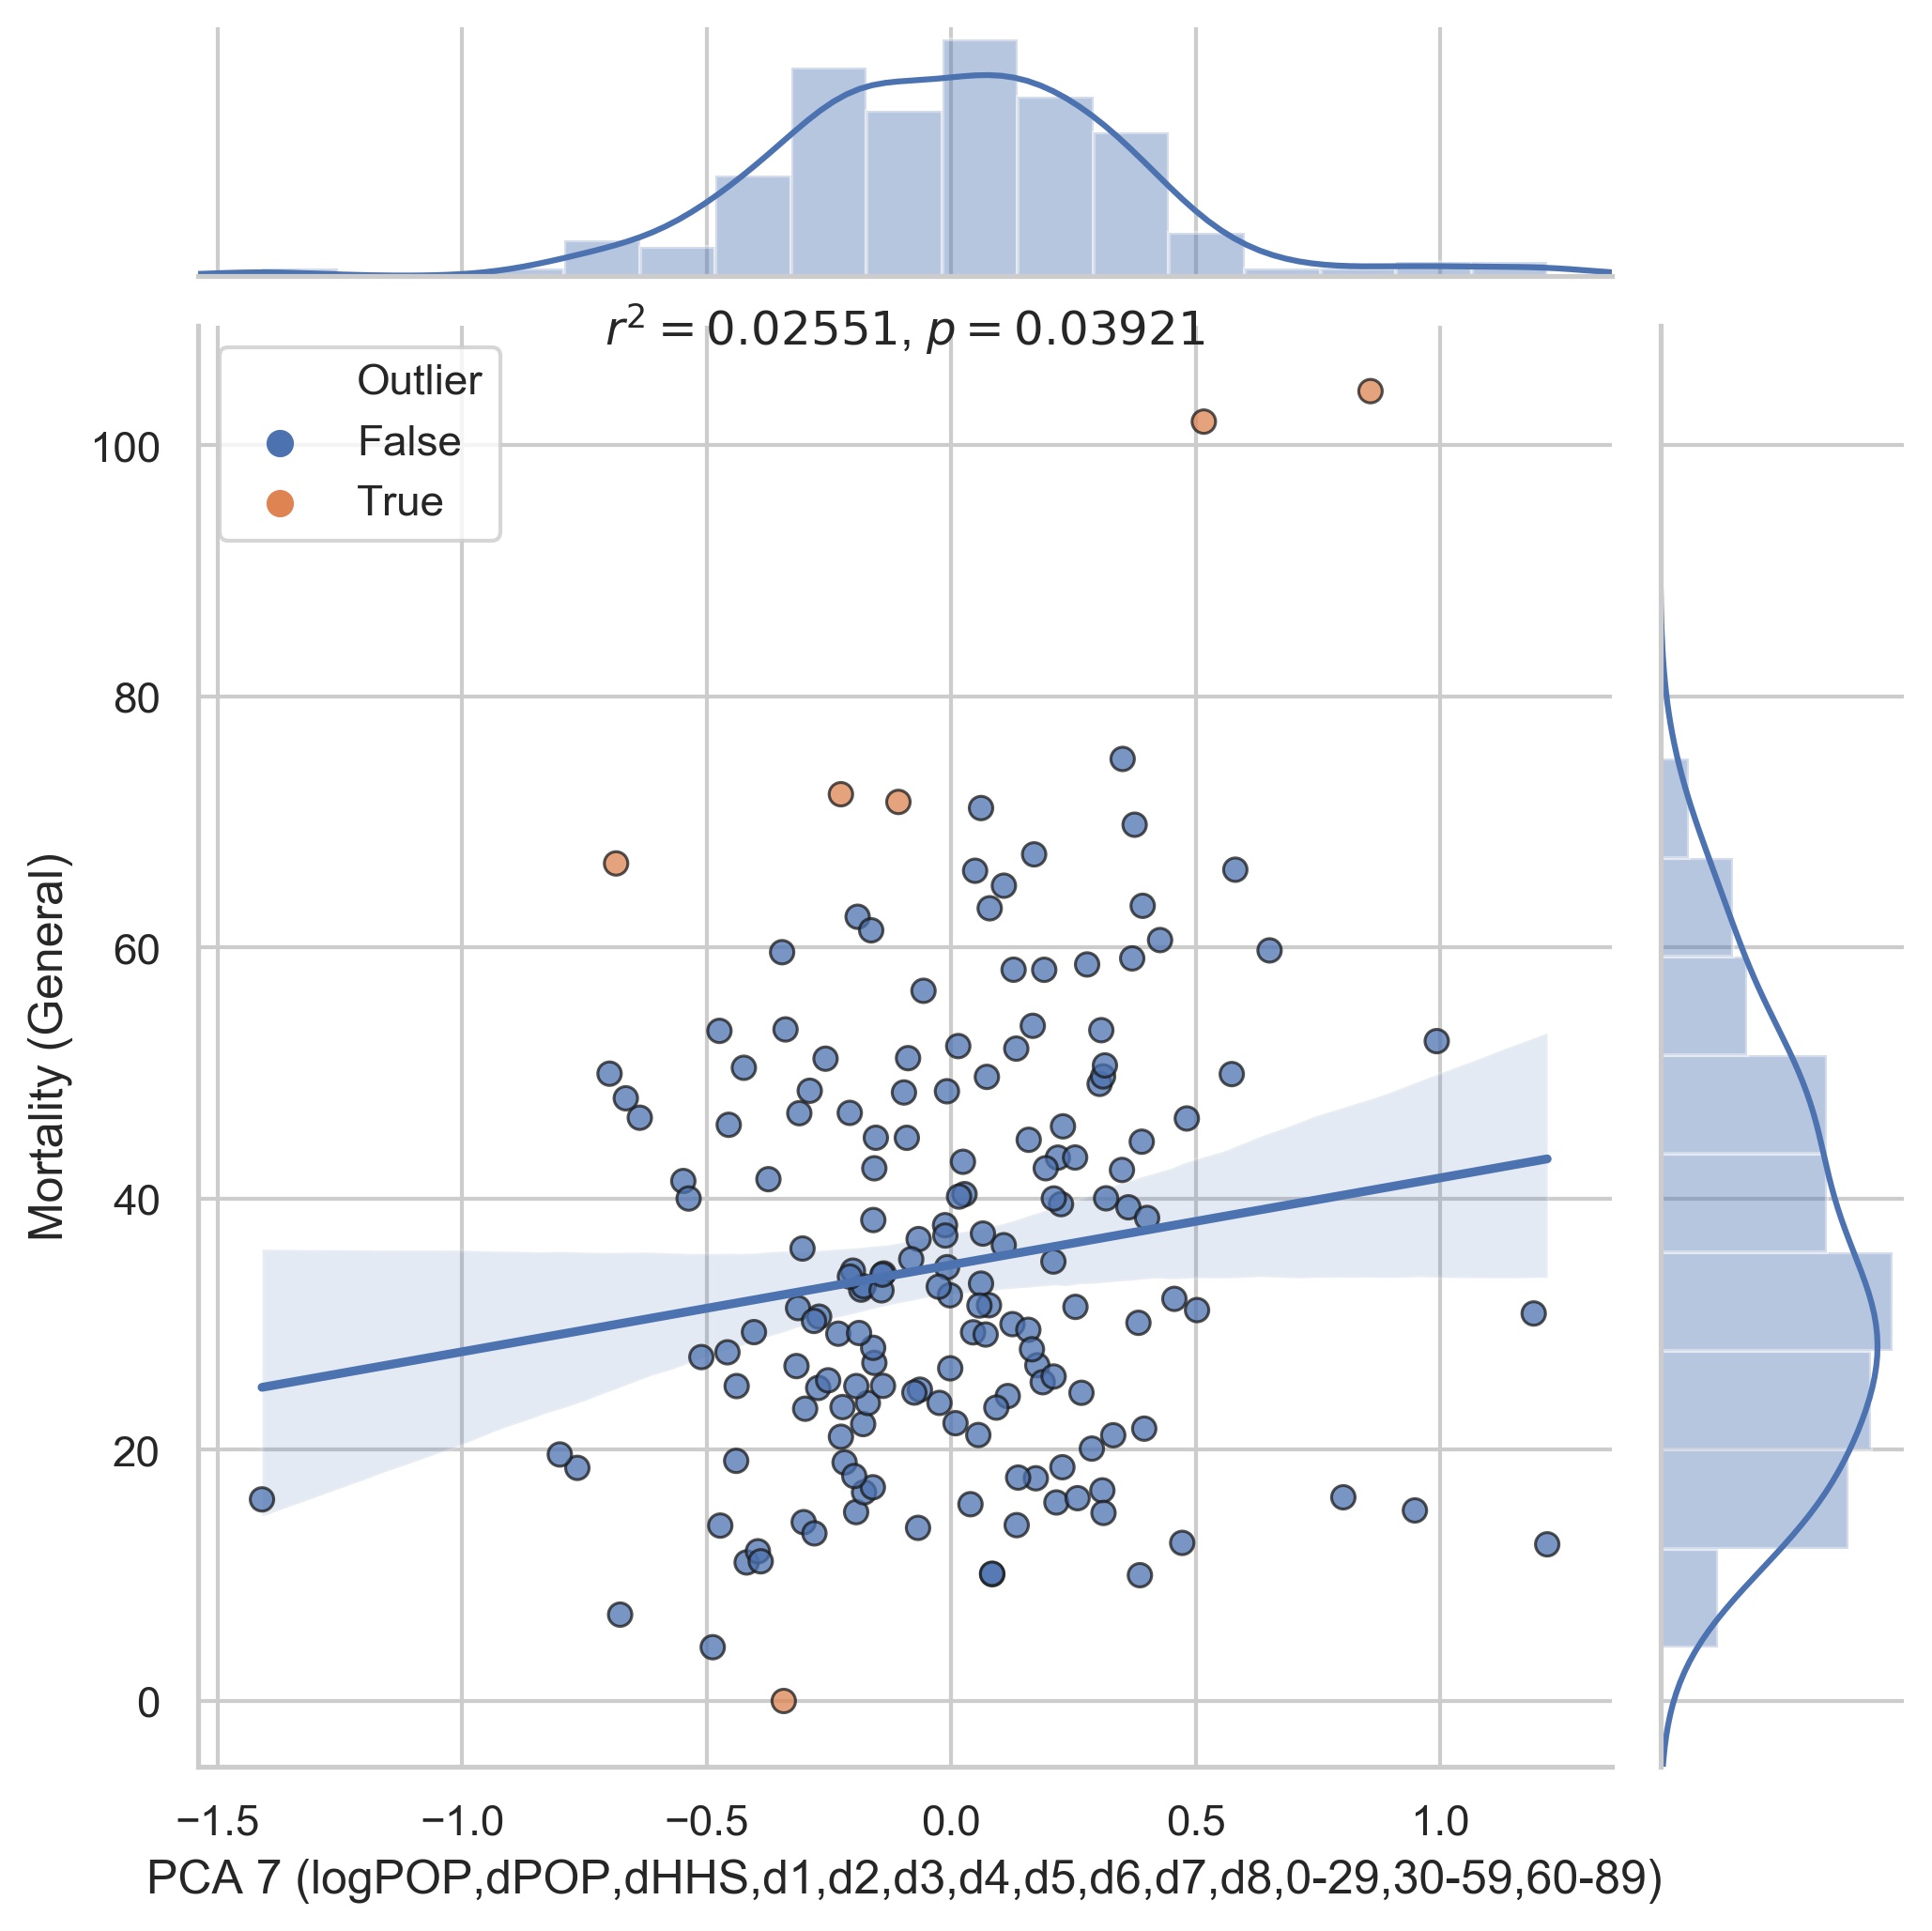 r² = 0.02551, p = 0.03921
Outlier
False
True
100
80
60
40
20
0
Mortality (General)
−1.5 −1.0 −0.5 0.0 0.5 1.0
PCA 7 (logPOP,dPOP,dHHS,d1,d2,d3,d4,d5,d6,d7,d8,0-29,30-59,60-89)